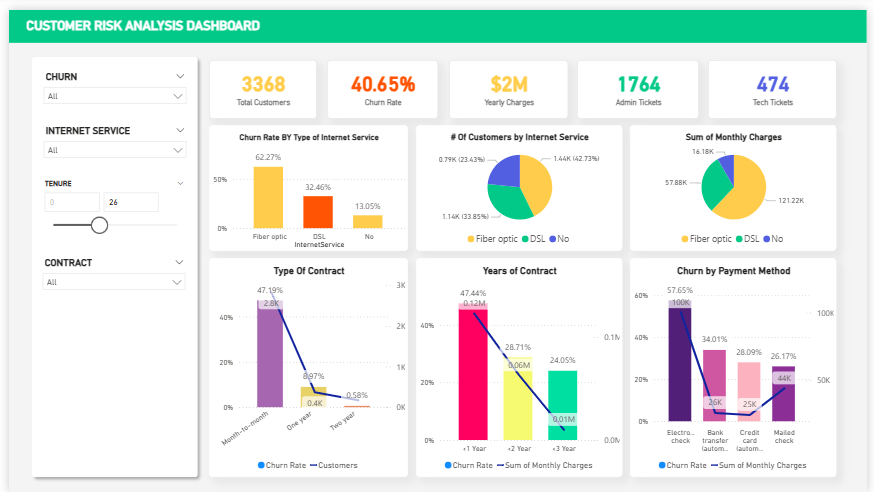 CUSTOMER RISK ANALYSIS DASHBOARD
CHURN
All
INTERNET SERVICE
All
TENURE
0
26
CONTRACT
All
3368
Total Customers
40.65%
Churn Rate
$2M
Yearly Charges
1764
Admin Tickets
474
Tech Tickets
Churn Rate BY Type of Internet Service
62.27%
32.46%
13.05%
50%
0%
Fiber optic
DSL
No
InternetService
# Of Customers by Internet Service
0.79K (23.43%)
1.44K (42.73%)
1.14K (33.85%)
Fiber optic DSL No
Sum of Monthly Charges
16.18K
57.88K
121.22K
Fiber optic DSL No
Type Of Contract
47.19%
2.8K
8.97%
0.4K
0.58%
40%
20%
0%
3K
2K
1K
0K
Month-to-month
One year
Two year
Churn Rate Customers
Years of Contract
47.44%
0.12M
28.71%
0.06M
24.05%
0.01M
40%
20%
0%
0.1M
0.0M
<1 Year
<2 Year
<3 Year
Churn Rate Sum of Monthly Charges
Churn by Payment Method
57.65%
100K
34.01%
26K
28.09%
25K
26.17%
44K
60%
40%
20%
0%
100K
50K
Electro...
check
Bank
transfer
(autom...
Credit
card
(autom...
Mailed
check
Churn Rate Sum of Monthly Charges